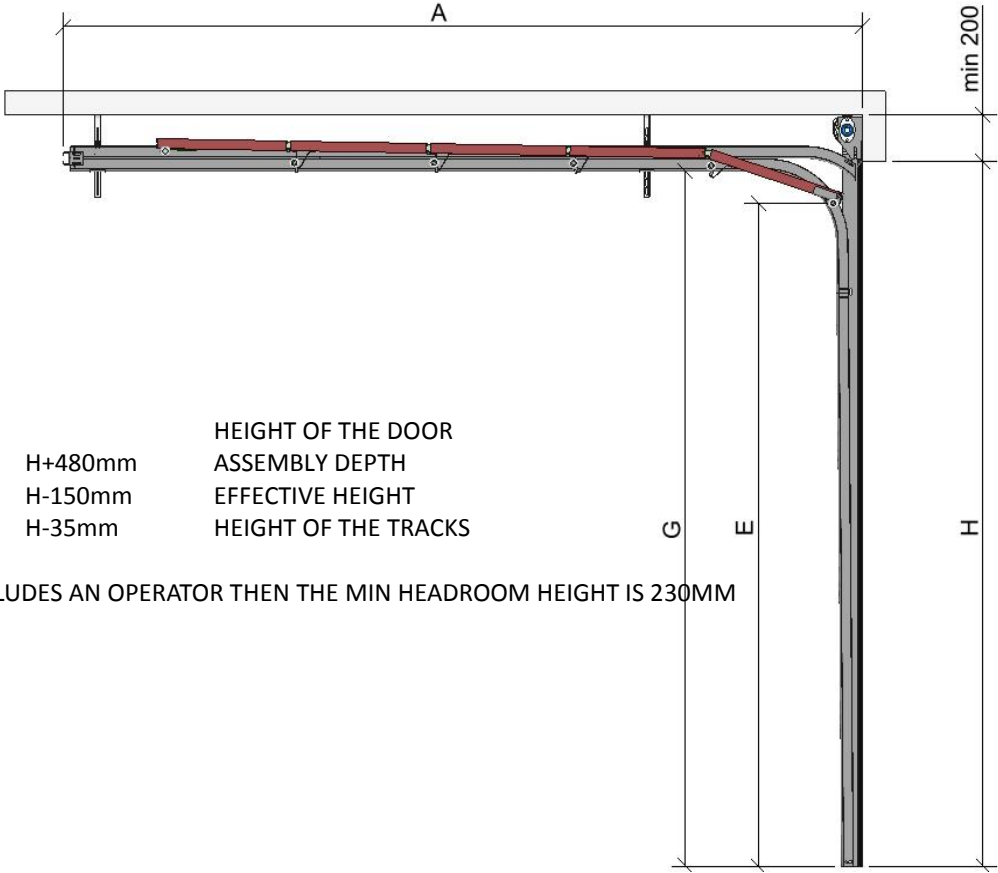 A
min 200
HEIGHT OF THE DOOR
H+480mm ASSEMBLY DEPTH
H-150mm EFFECTIVE HEIGHT
H-35mm HEIGHT OF THE TRACKS
G
E
H
LUDES AN OPERATOR THEN THE MIN HEADROOM HEIGHT IS 230MM